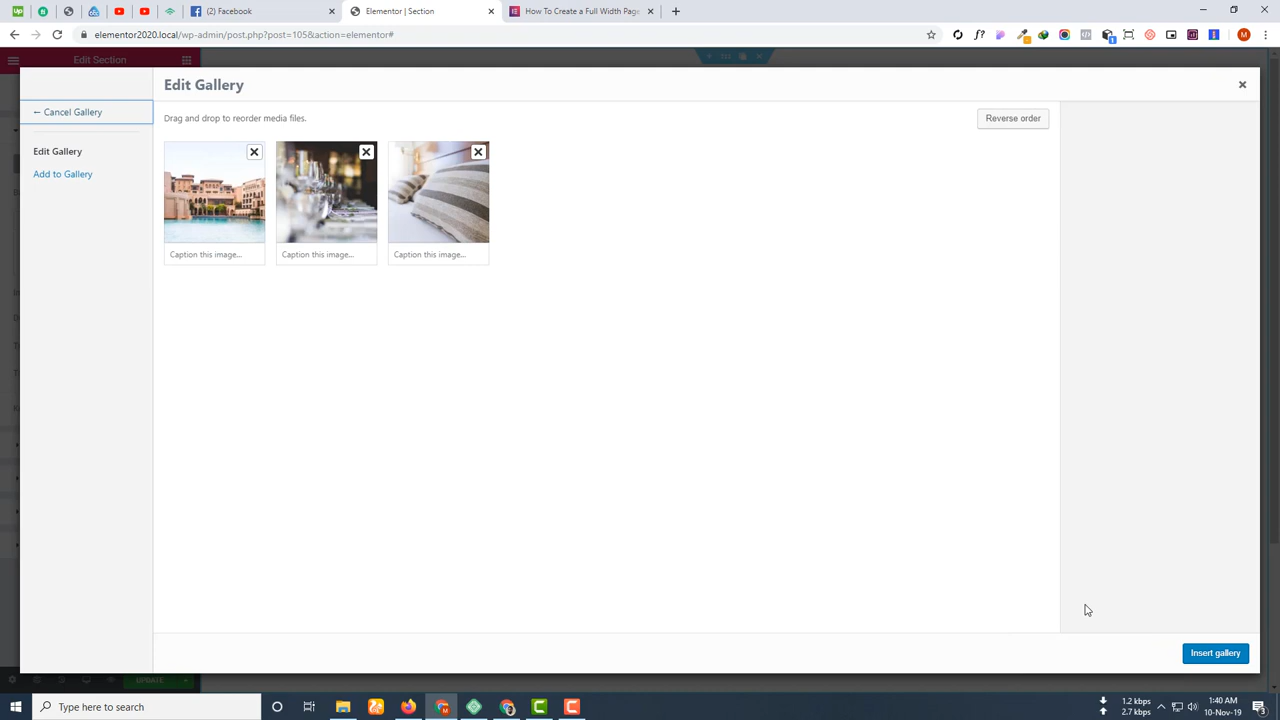 (2) Facebook
Elementor | Section
How To Create a Full Width Page
elementor2020.local/wp-admin/post.php?post=105&action=elementor#
Edit Section
Edit Gallery
← Cancel Gallery
Drag and drop to reorder media files.
Reverse order
Edit Gallery
Add to Gallery
Caption this image...
Caption this image...
Caption this image...
Insert gallery
UPDATE
Type here to search
1.2 kbps
2.7 kbps
1:40 AM
10-Nov-19